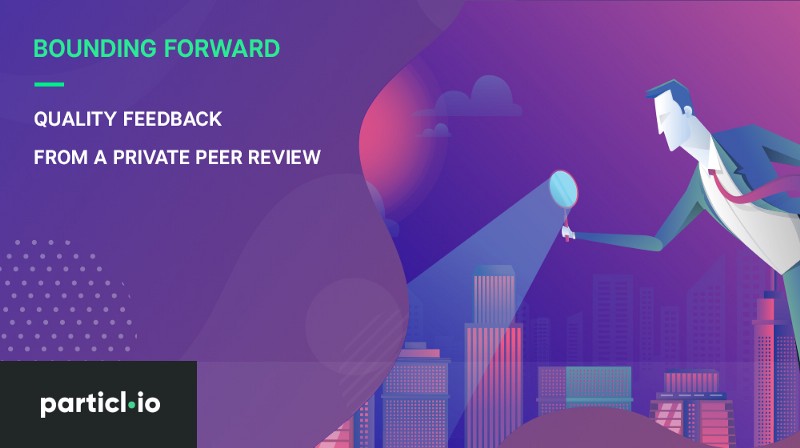 BOUNDING FORWARD
QUALITY FEEDBACK
FROM A PRIVATE PEER REVIEW
particl.io